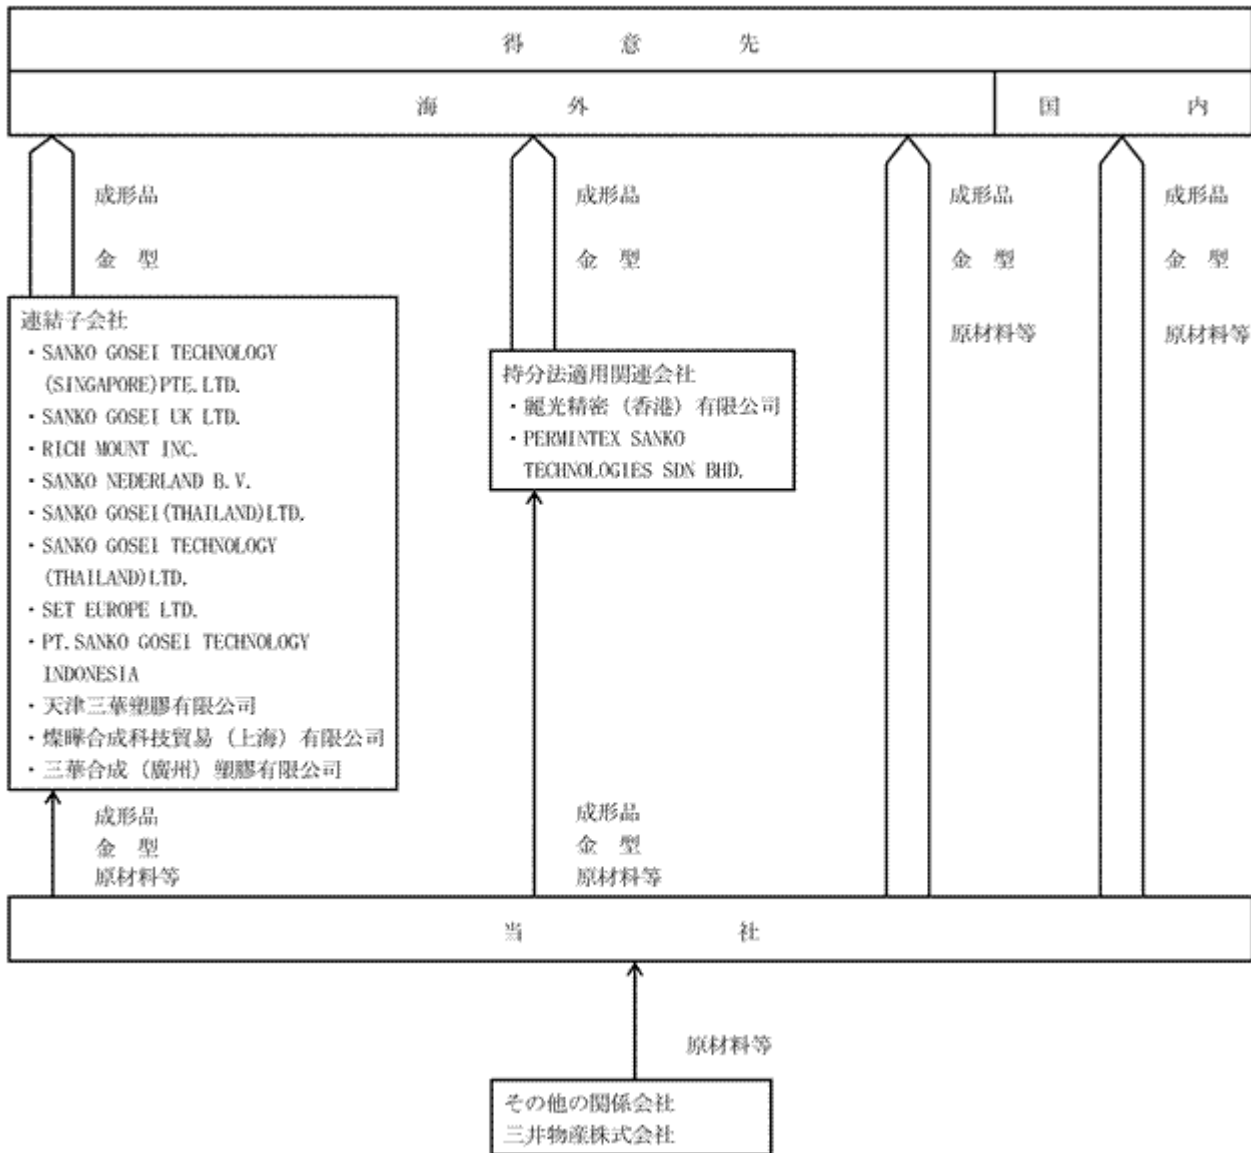 得意先
海外
国内
成形品
金型
成形品
金型
成形品
金型
原材料等
成形品
金型
原材料等
連結子会社
・SANKO GOSEI TECHNOLOGY
(SINGAPORE)PTE.LTD.
・SANKO GOSEI UK LTD.
・RICH MOUNT INC.
・SANKO NEDERLAND B.V.
・SANKO GOSEI(THAILAND)LTD.
・SANKO GOSEI TECHNOLOGY
(THAILAND)LTD.
・SET EUROPE LTD.
・PT.SANKO GOSEI TECHNOLOGY
INDONESIA
・天津三華塑膠有限公司
・燦曄合成科技貿易（上海）有限公司
・三華合成（廣州）塑膠有限公司
持分法適用関連会社
・麗光精密（香港）有限公司
・PERMINTEX SANKO
TECHNOLOGIES SDN BHD.
成形品
金型
原材料等
成形品
金型
原材料等
当社
原材料等
その他の関係会社
三井物産株式会社